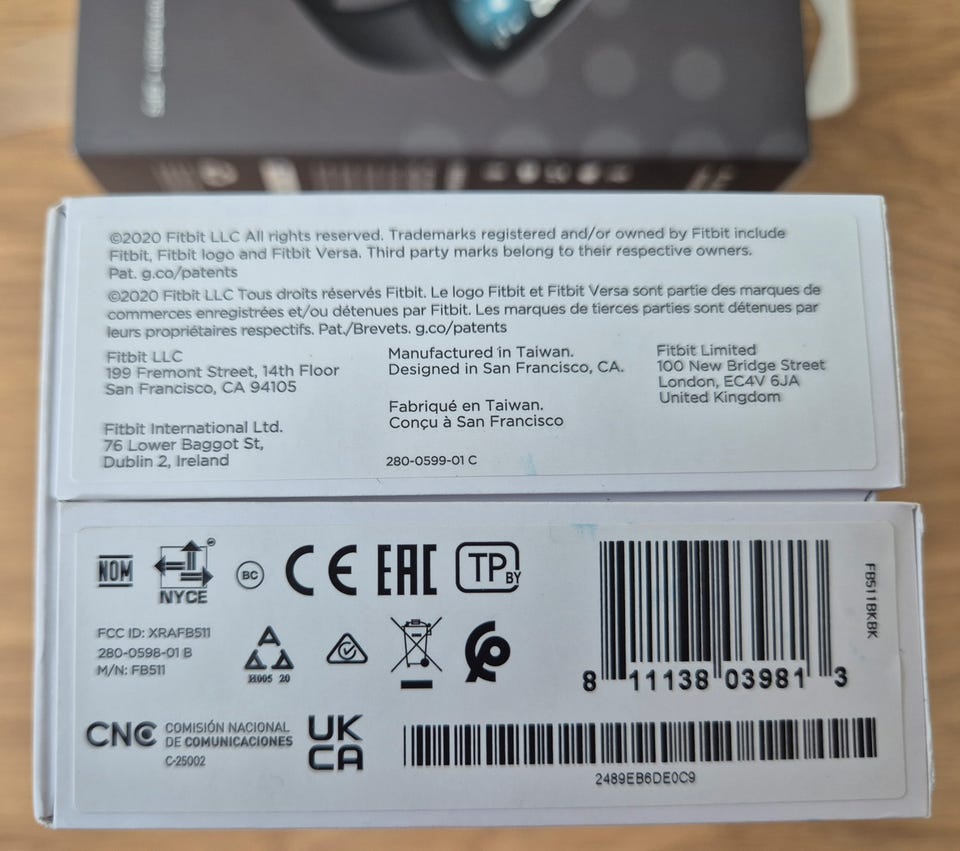 ©2020 Fitbit LLC All rights reserved. Trademarks registered and/or owned by Fitbit include
Fitbit, Fitbit logo and Fitbit Versa. Third party marks belong to their respective owners.
Pat. g.co/patents
©2020 Fitbit LLC Tous droits réservés Fitbit. Le logo Fitbit et Fitbit Versa sont partie des marques de
commerces enregistrées et/ou détenues par Fitbit. Les marques de tierces parties sont détenues par
leurs propriétaires respectifs. Pat./Brevets. g.co/patents
Fitbit LLC
199 Fremont Street, 14th Floor
San Francisco, CA 94105
Fitbit International Ltd.
76 Lower Baggot St,
Dublin 2, Ireland
Manufactured in Taiwan.
Designed in San Francisco, CA.
Fabriqué en Taiwan.
Conçu à San Francisco
280-0599-01 C
Fitbit Limited
100 New Bridge Street
London, EC4V 6JA
United Kingdom
NOM
NYCE
BC
CE
EAC
TP BY
FCC ID: XRAFB511
280-0598-01 B
M/N: FB511
H005 20
CNC COMISIÓN NACIONAL
DE COMUNICACIONES
C-25002
UK
CA
8 11138 03981 3
FB511BKBK
2489EB6DE0C9